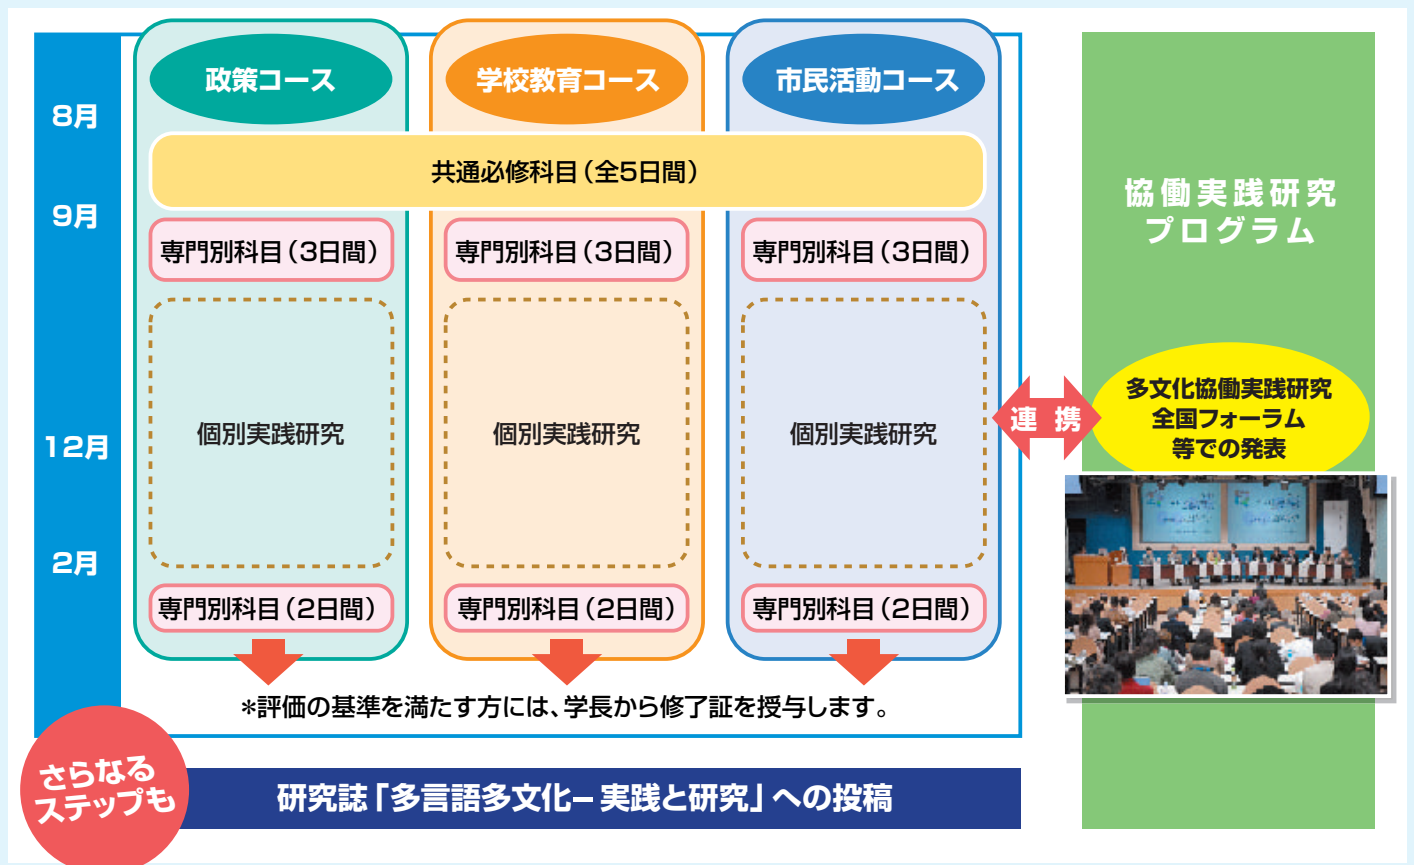 政策コース
学校教育コース
市民活動コース
8月
共通必修科目（全5日間）
9月
専門別科目（3日間）
専門別科目（3日間）
専門別科目（3日間）
個別実践研究
個別実践研究
個別実践研究
12月
2月
専門別科目（2日間）
専門別科目（2日間）
専門別科目（2日間）
＊評価の基準を満たす方には、学長から修了証を授与します。
連 携
協働実践研究
プログラム
多文化協働実践研究
全国フォーラム
等での発表
さらなる
ステップも
研究誌「多言語多文化−実践と研究」への投稿